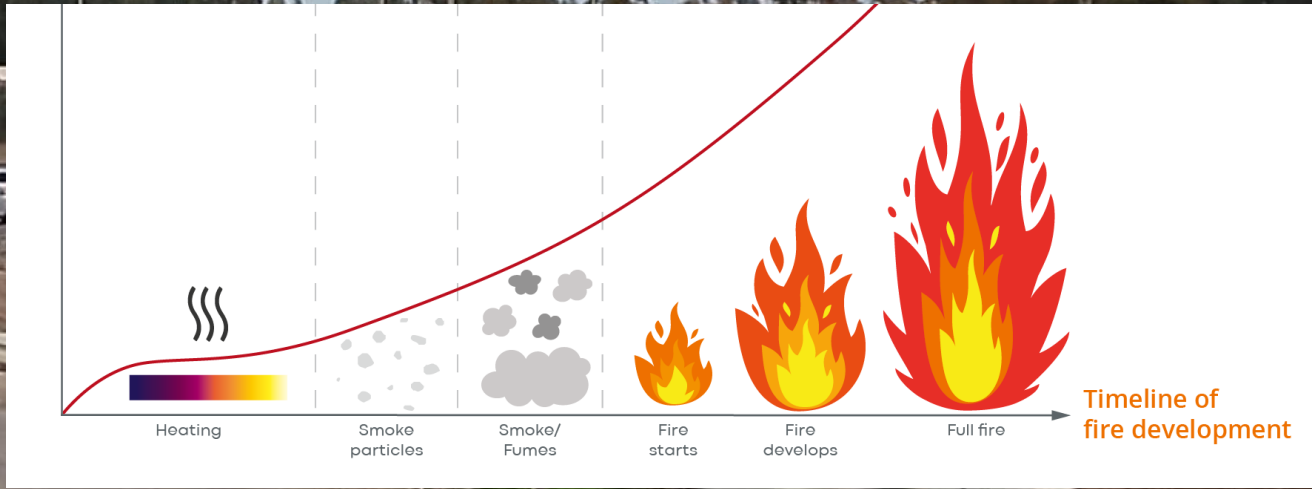 Heating
Smoke
particles
Smoke/
Fumes
Fire
starts
Fire
develops
Full fire
Timeline of
fire development